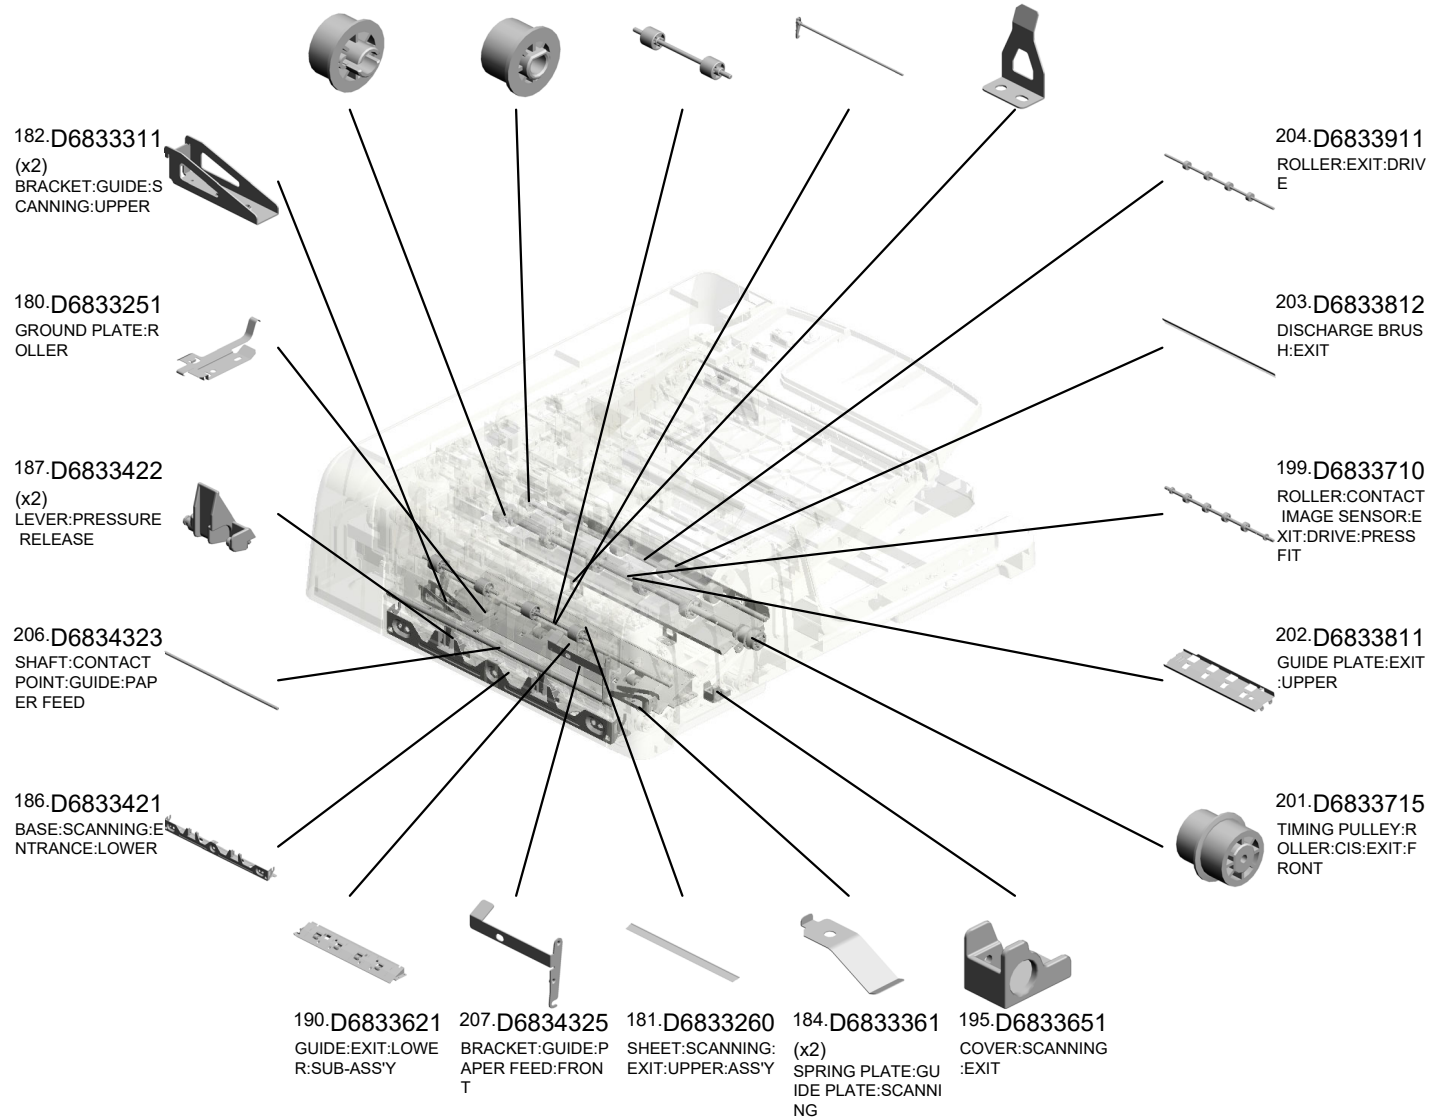 182.D6833311
(x2)
BRACKET:GUIDE:S
CANNING:UPPER
180.D6833251
GROUND PLATE:R
OLLER
187.D6833422
(x2)
LEVER:PRESSURE
RELEASE
206.D6834323
SHAFT:CONTACT
POINT:GUIDE:PAP
ER FEED
186.D6833421
BASE:SCANNING:E
NTRANCE:LOWER
190.D6833621
GUIDE:EXIT:LOWE
R:SUB-ASS'Y
207.D6834325
BRACKET:GUIDE:P
APER FEED:FRON
T
181.D6833260
SHEET:SCANNING:
EXIT:UPPER:ASS'Y
184.D6833361
(x2)
SPRING PLATE:GU
IDE PLATE:SCANNI
NG
195.D6833651
COVER:SCANNING
:EXIT
204.D6833911
ROLLER:EXIT:DRIV
E
203.D6833812
DISCHARGE BRUS
H:EXIT
199.D6833710
ROLLER:CONTACT
IMAGE SENSOR:E
XIT:DRIVE:PRESS
FIT
202.D6833811
GUIDE PLATE:EXIT
:UPPER
201.D6833715
TIMING PULLEY:R
OLLER:CIS:EXIT:F
RONT